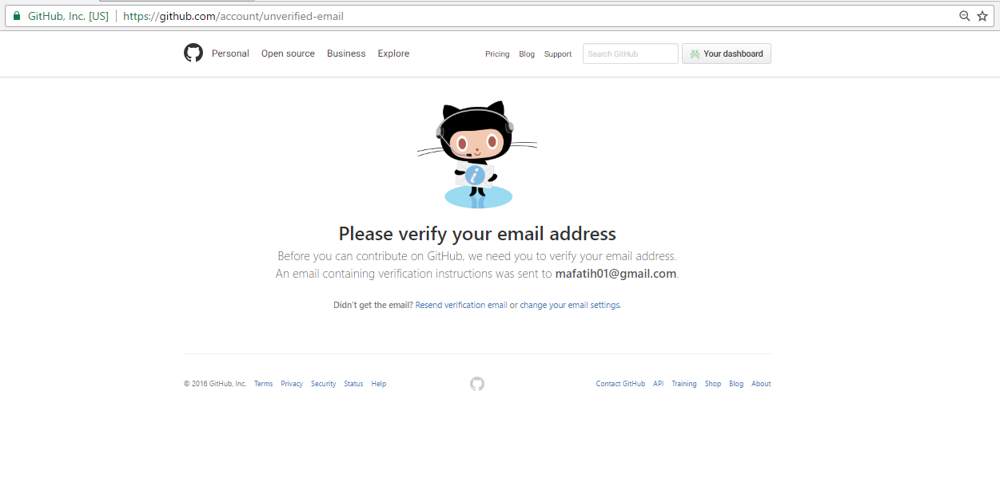 GitHub, Inc. [US] https://github.com/account/unverified-email
Personal Open source Business Explore Pricing Blog Support Search GitHub Your dashboard
i
Please verify your email address
Before you can contribute on GitHub, we need you to verify your email address.
An email containing verification instructions was sent to mafatih01@gmail.com.
Didn't get the email? Resend verification email or change your email settings.
© 2016 GitHub, Inc. Terms Privacy Security Status Help Contact GitHub API Training Shop Blog About